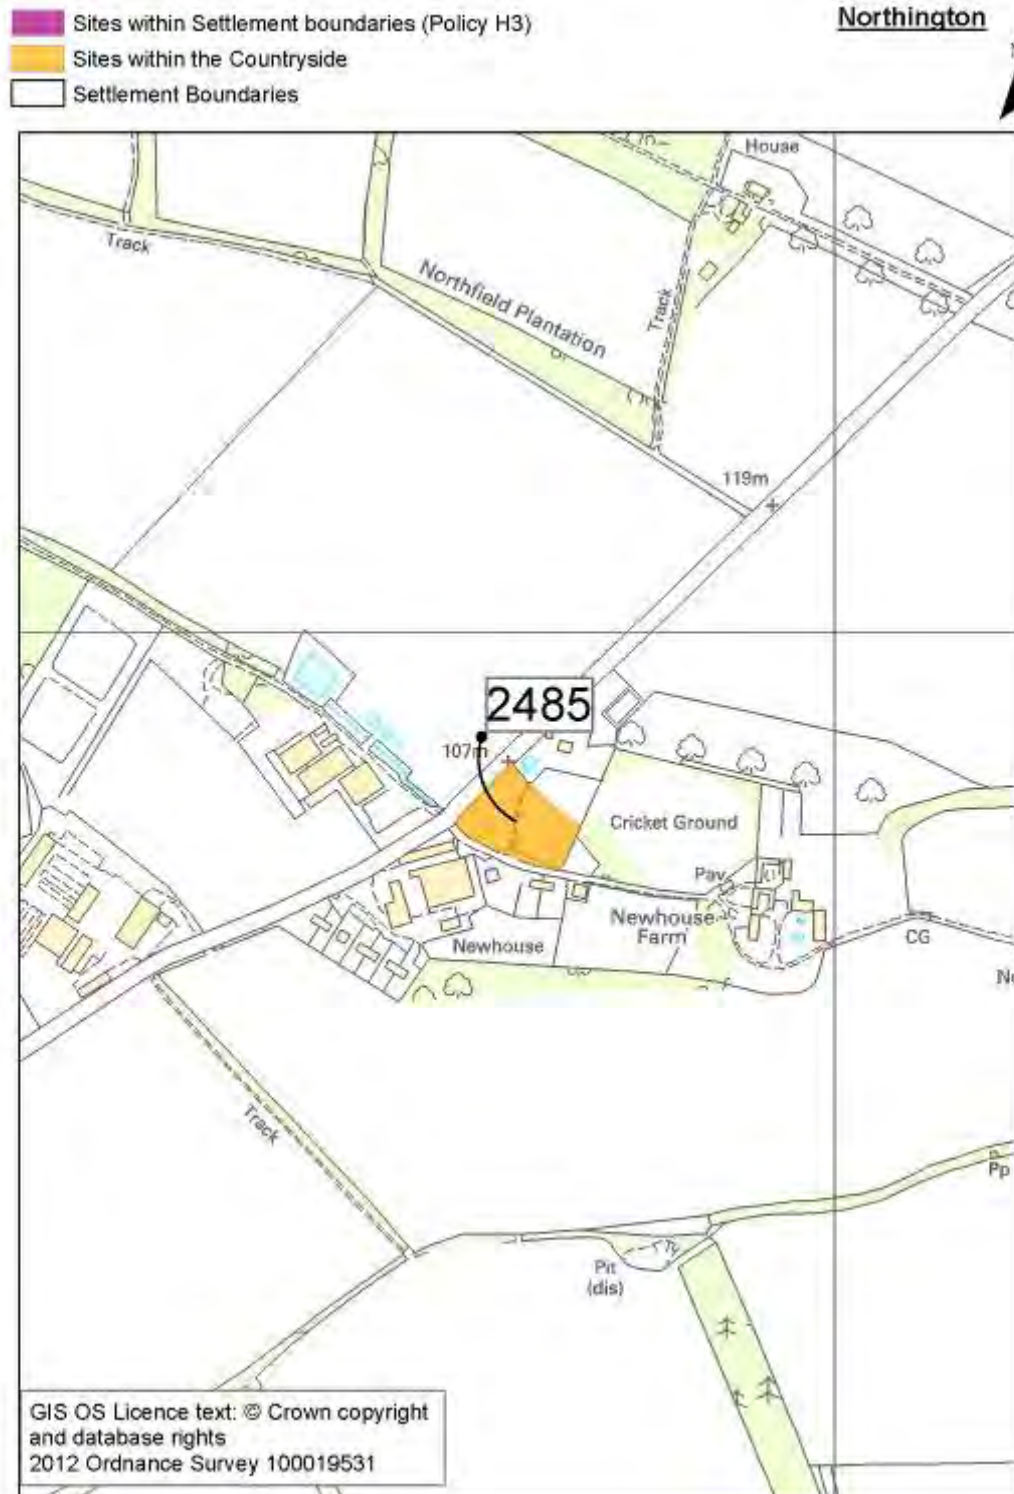 Sites within Settlement boundaries (Policy H3)
Sites within the Countryside
Settlement Boundaries
Northington
House
Track
Northfield Plantation
Track
119m
2485
107m
Cricket Ground
Pav
Newhouse
Farm
Newhouse
CG
Track
Pp
Pit
(dis)
GIS OS Licence text: © Crown copyright
and database rights
2012 Ordnance Survey 100019531